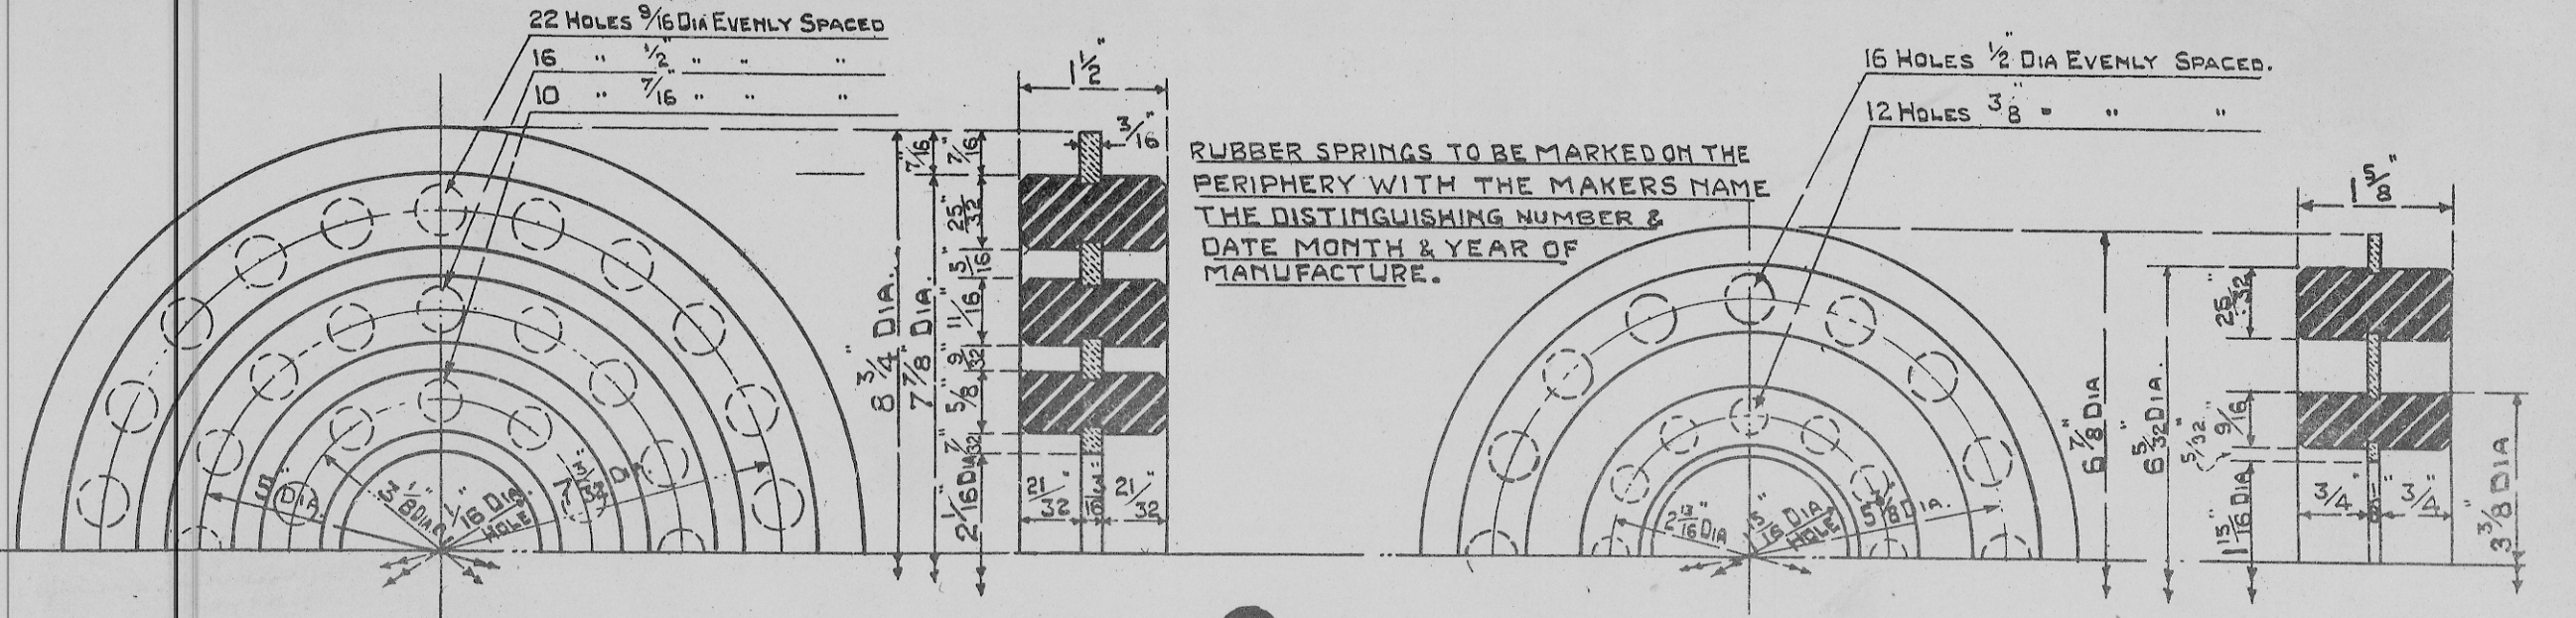 22 HOLES 9/16 DIA EVENLY SPACED
16 " 1/2" " " "
10 " 7/16" " " "
1 1/2"
3/16"
7/16"
7/16"
25/32"
5/16"
11/16"
9/32"
5/8"
7/32"
8 3/4" DIA.
7 7/8" DIA.
2 1/16" DIA
21/32"
3/16"
21/32"
5" DIA.
3 1/8" DIA.
2 1/16" DIA. HOLE
7 3/32" DIA
RUBBER SPRINGS TO BE MARKED ON THE
PERIPHERY WITH THE MAKERS NAME
THE DISTINGUISHING NUMBER &
DATE MONTH & YEAR OF
MANUFACTURE.
16 HOLES 1/2" DIA EVENLY SPACED.
12 HOLES 3/8" " " "
1 5/8"
25/32"
9/16"
5/32"
6 7/8" DIA
6 5/32" DIA.
1 15/16" DIA
3/4"
3/4"
3 3/8" DIA
1 15/16" DIA HOLE
5 3/8" DIA.